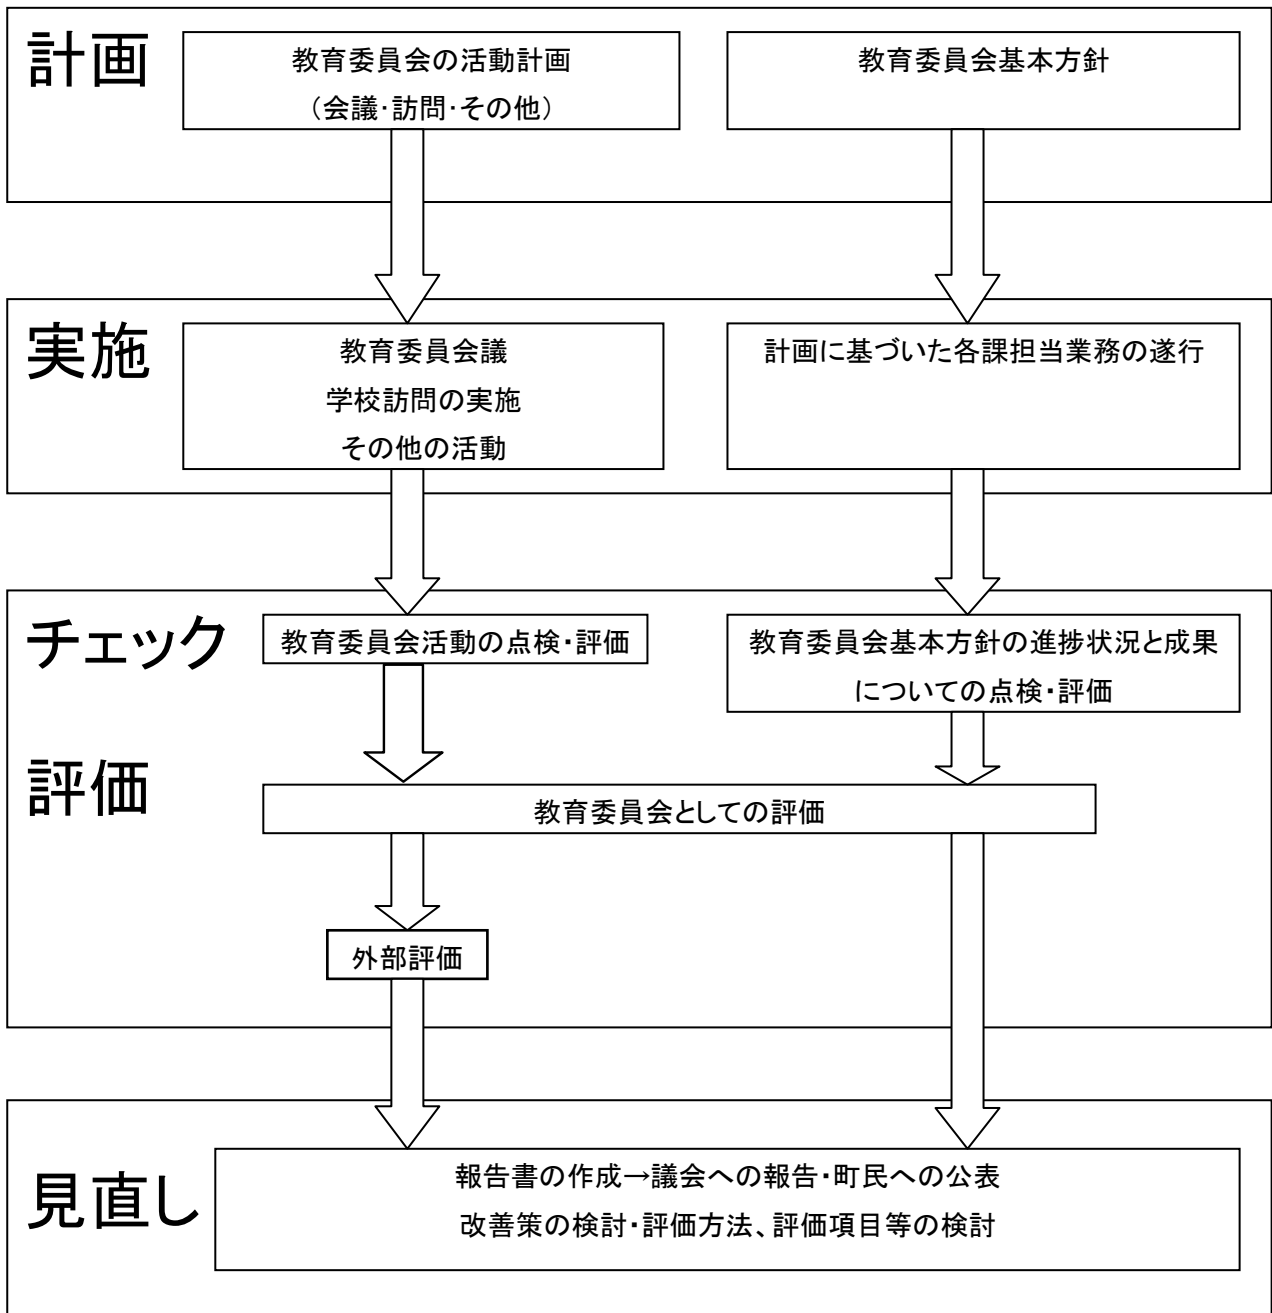 計画
教育委員会の活動計画
（会議・訪問・その他）
教育委員会基本方針
実施
教育委員会議
学校訪問の実施
その他の活動
計画に基づいた各課担当業務の遂行
チェック
教育委員会活動の点検・評価
教育委員会基本方針の進捗状況と成果
についての点検・評価
評価
教育委員会としての評価
外部評価
見直し
報告書の作成→議会への報告・町民への公表
改善策の検討・評価方法、評価項目等の検討